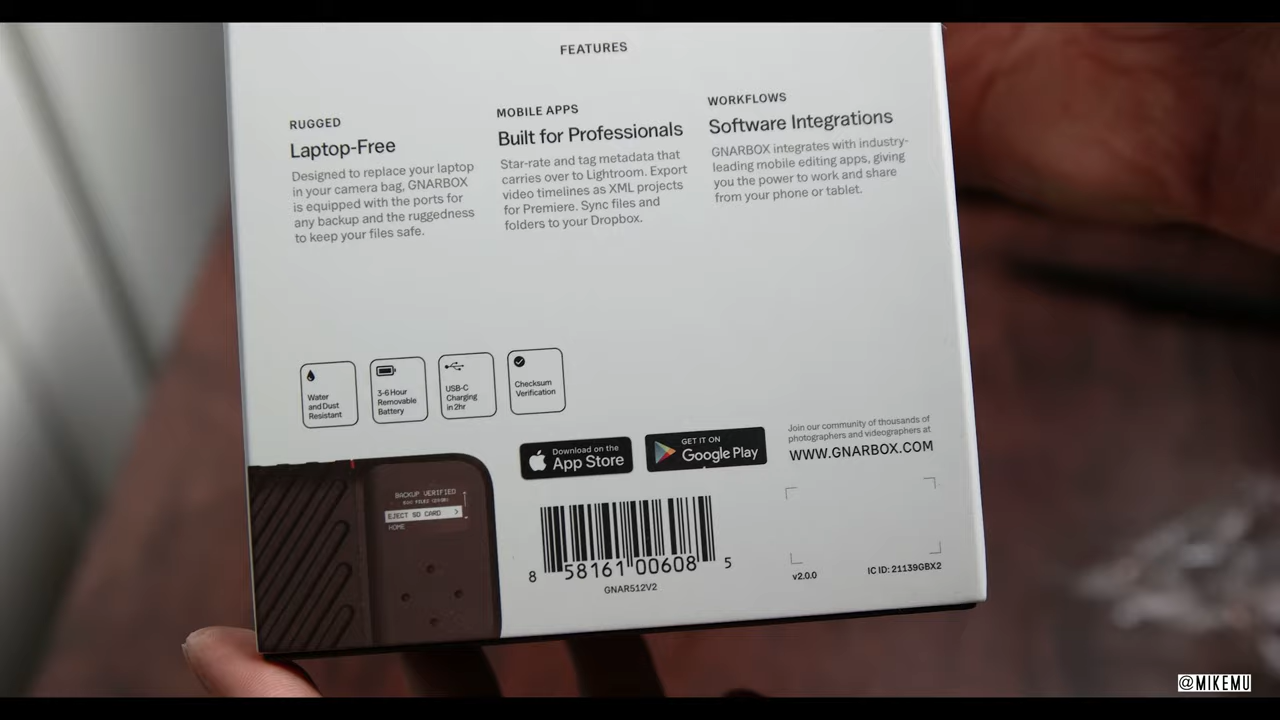 FEATURES
RUGGED
Laptop-Free
Designed to replace your laptop
in your camera bag, GNARBOX
is equipped with the ports for
any backup and the ruggedness
to keep your files safe.
MOBILE APPS
Built for Professionals
Star-rate and tag metadata that
carries over to Lightroom. Export
video timelines as XML projects
for Premiere. Sync files and
folders to your Dropbox.
WORKFLOWS
Software Integrations
GNARBOX integrates with industry-
leading mobile editing apps, giving
you the power to work and share
from your phone or tablet.
Water
and Dust
Resistant
3-6 Hour
Removable
Battery
USB-C
Charging
in 2hr
Checksum
Verification
Download on the
App Store
GET IT ON
Google Play
Join our community of thousands of
photographers and videographers at
WWW.GNARBOX.COM
BACKUP VERIFIED
EJECT SD CARD >
HOME
8 58161 00608 5
GNAR512V2
v2.0.0
IC ID: 21139GBX2
@MIKEMU